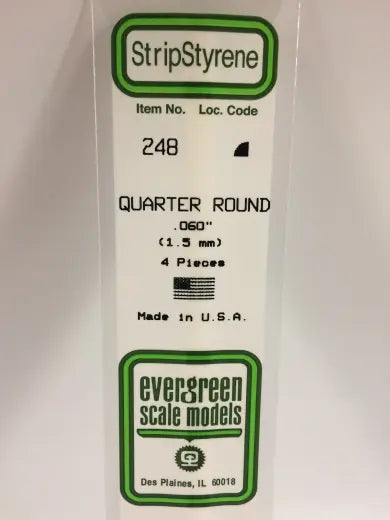 StripStyrene
Item No. Loc. Code
248
QUARTER ROUND
.060"
(1.5 mm)
4 Pieces
Made in U.S.A.
evergreen
scale models
Des Plaines, IL 60018